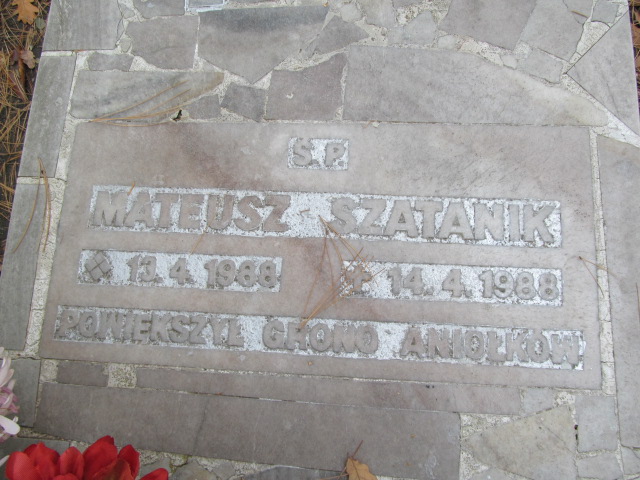 Ś. P.
MATEUSZ SZATANIK
13.4.1988 + 14.4.1988
POWIĘKSZYŁ GRONO ANIOŁKÓW